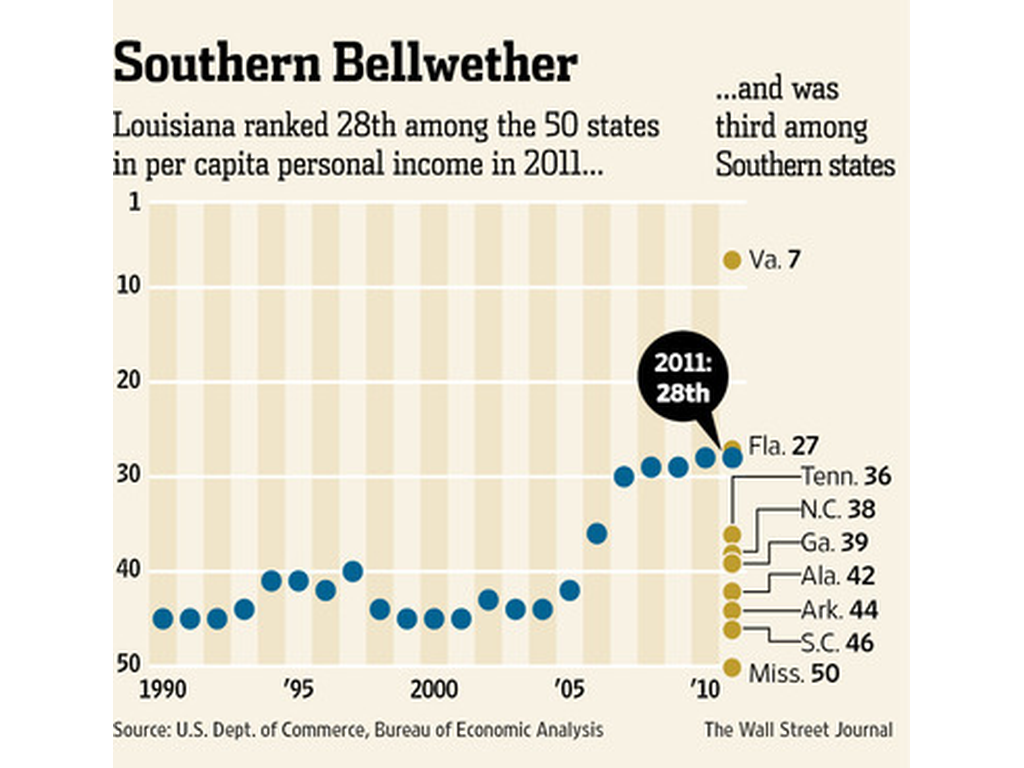 Southern Bellwether
Louisiana ranked 28th among the 50 states
in per capita personal income in 2011...
...and was
third among
Southern states
1
10
20
30
40
50
2011:
28th
Va. 7
Fla. 27
Tenn. 36
N.C. 38
Ga. 39
Ala. 42
Ark. 44
S.C. 46
Miss. 50
1990 '95 2000 '05 '10
Source: U.S. Dept. of Commerce, Bureau of Economic Analysis
The Wall Street Journal